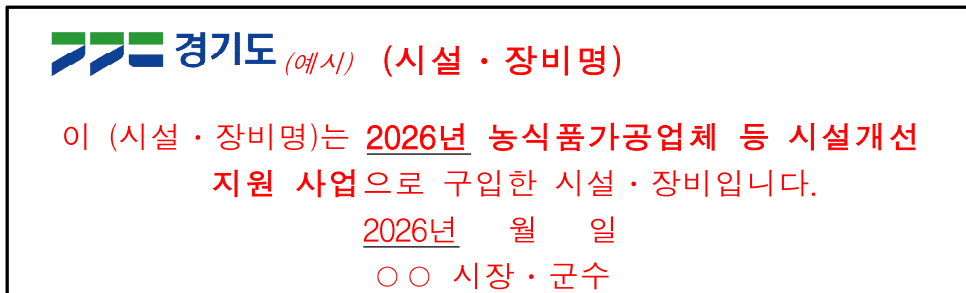 경기도 (예시) (시설·장비명)
이 (시설·장비명)는 2026년 농식품가공업체 등 시설개선
지원 사업으로 구입한 시설·장비입니다.
2026년 월 일
○○ 시장·군수